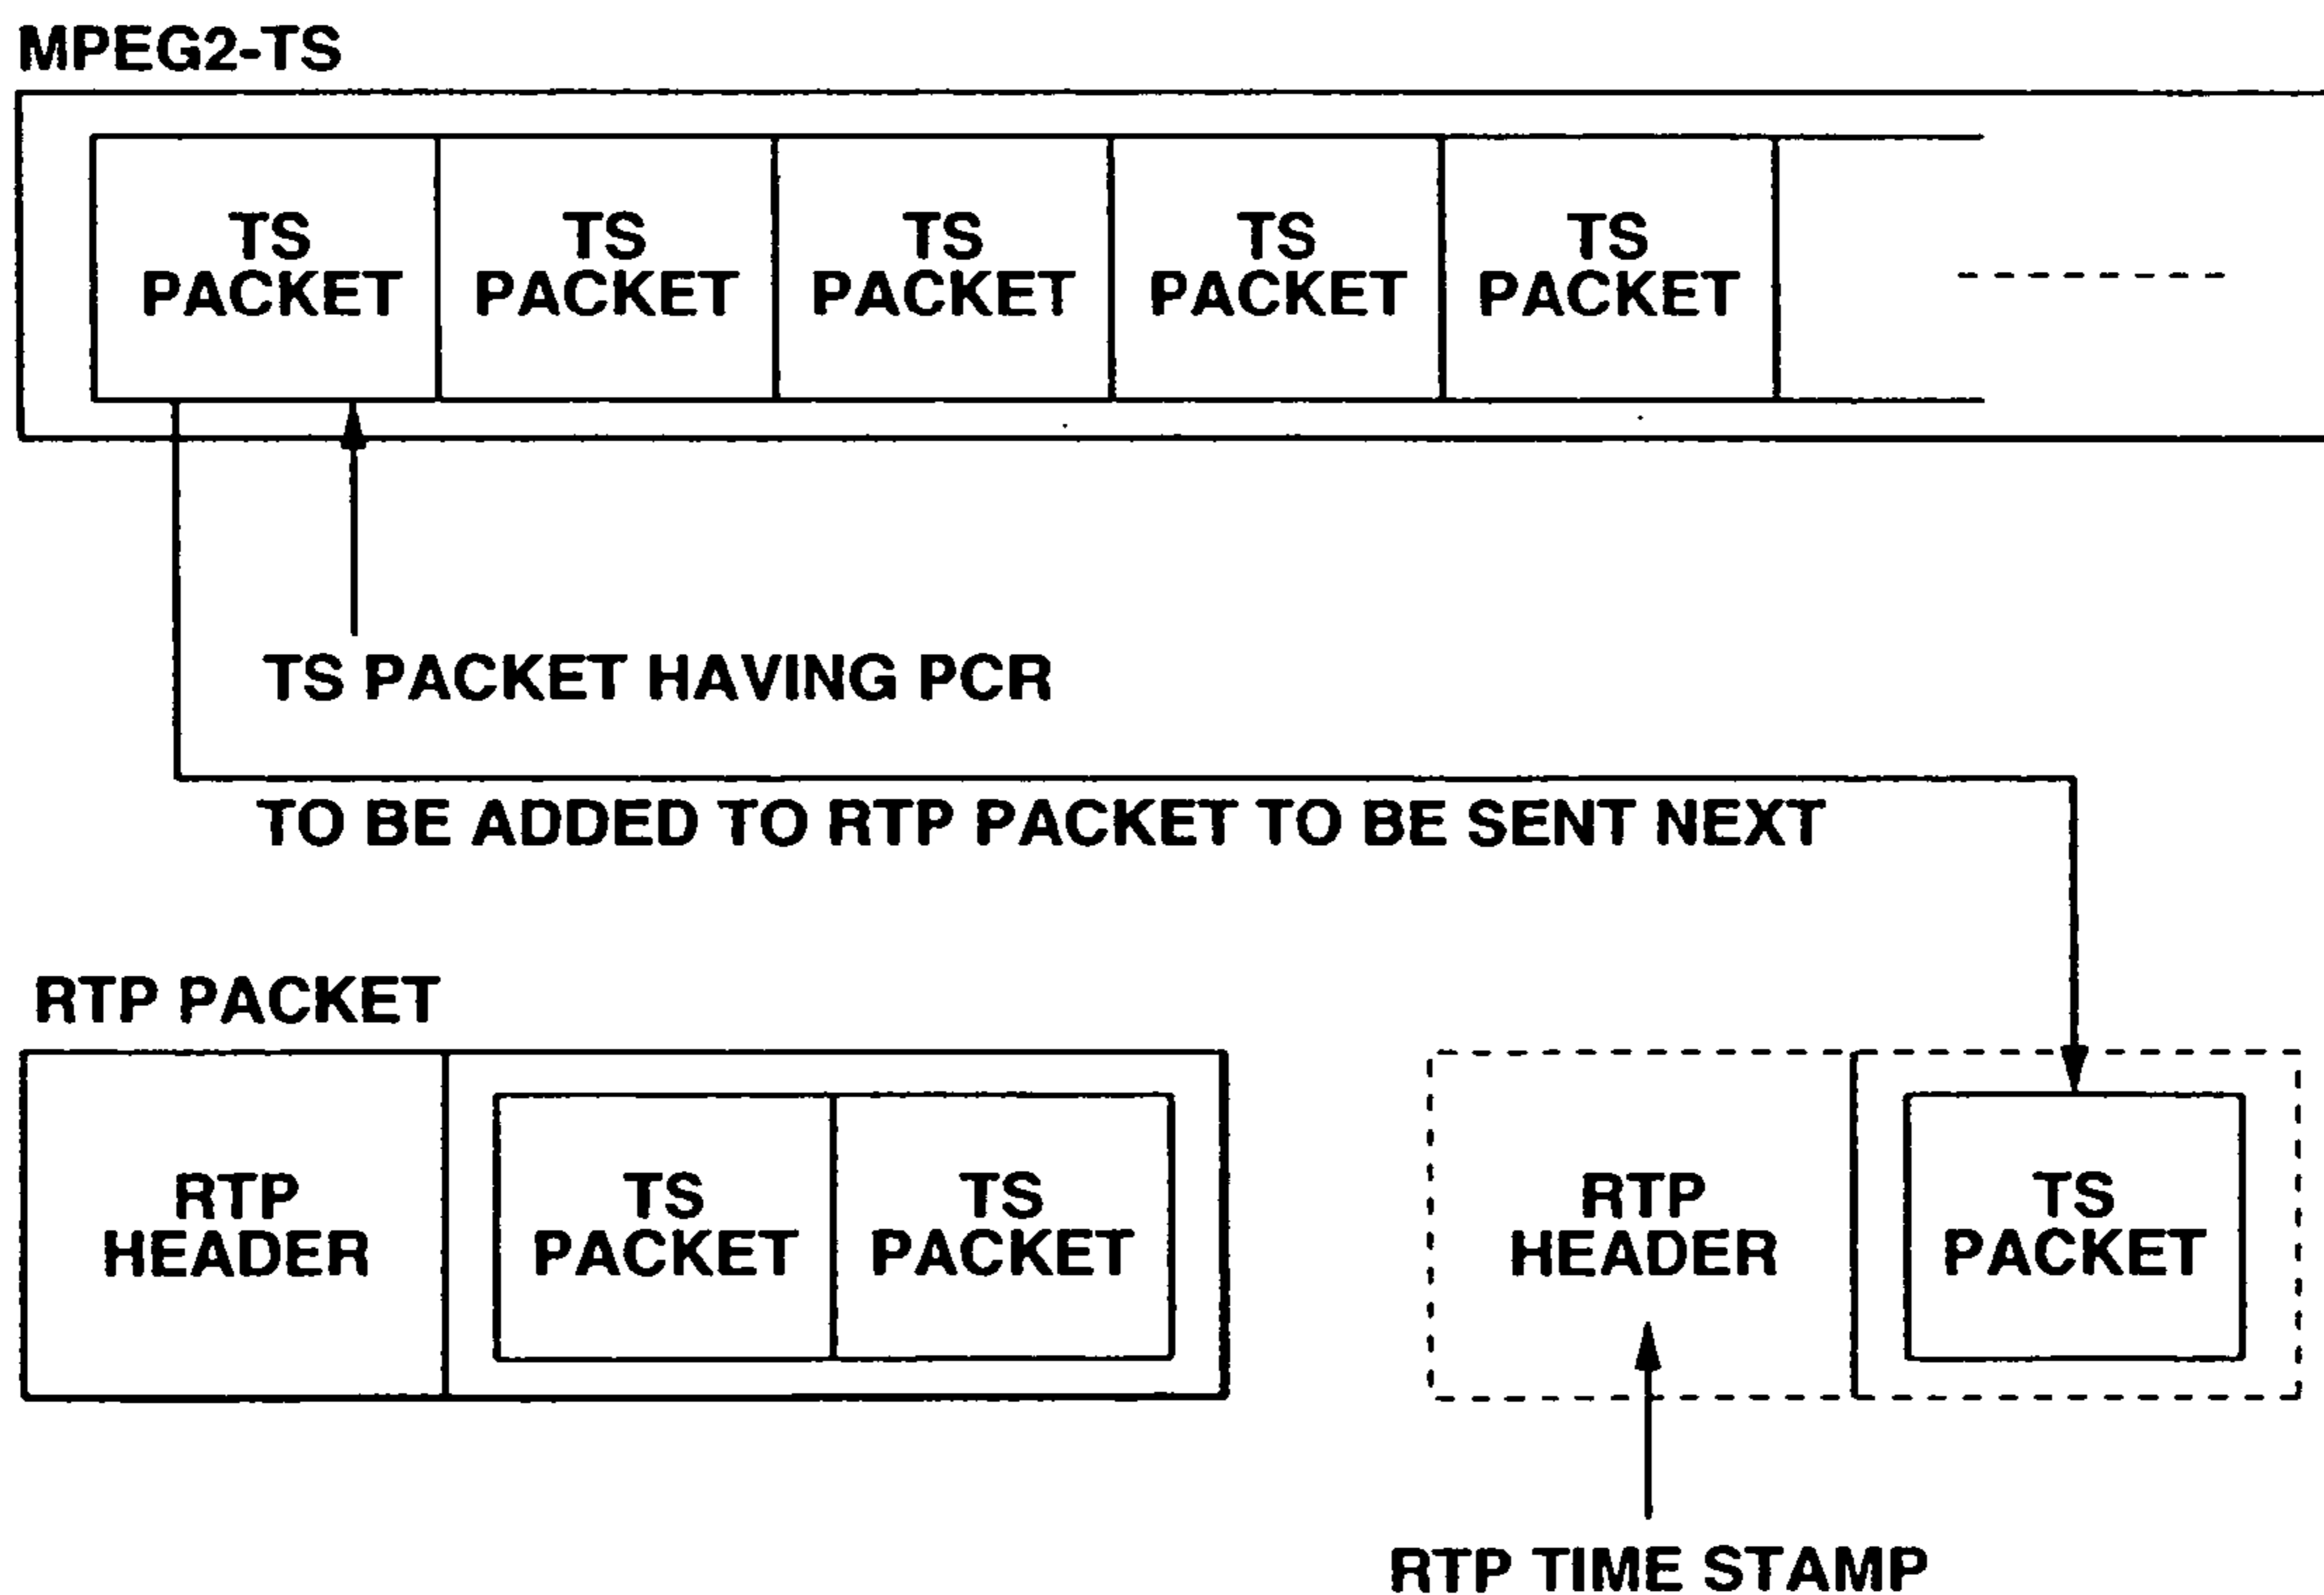 MPEG2-TS
TS PACKET
TS PACKET
TS PACKET
TS PACKET
TS PACKET
TS PACKET HAVING PCR
TO BE ADDED TO RTP PACKET TO BE SENT NEXT
RTP PACKET
RTP HEADER
TS PACKET
TS PACKET
RTP HEADER
TS PACKET
RTP TIME STAMP